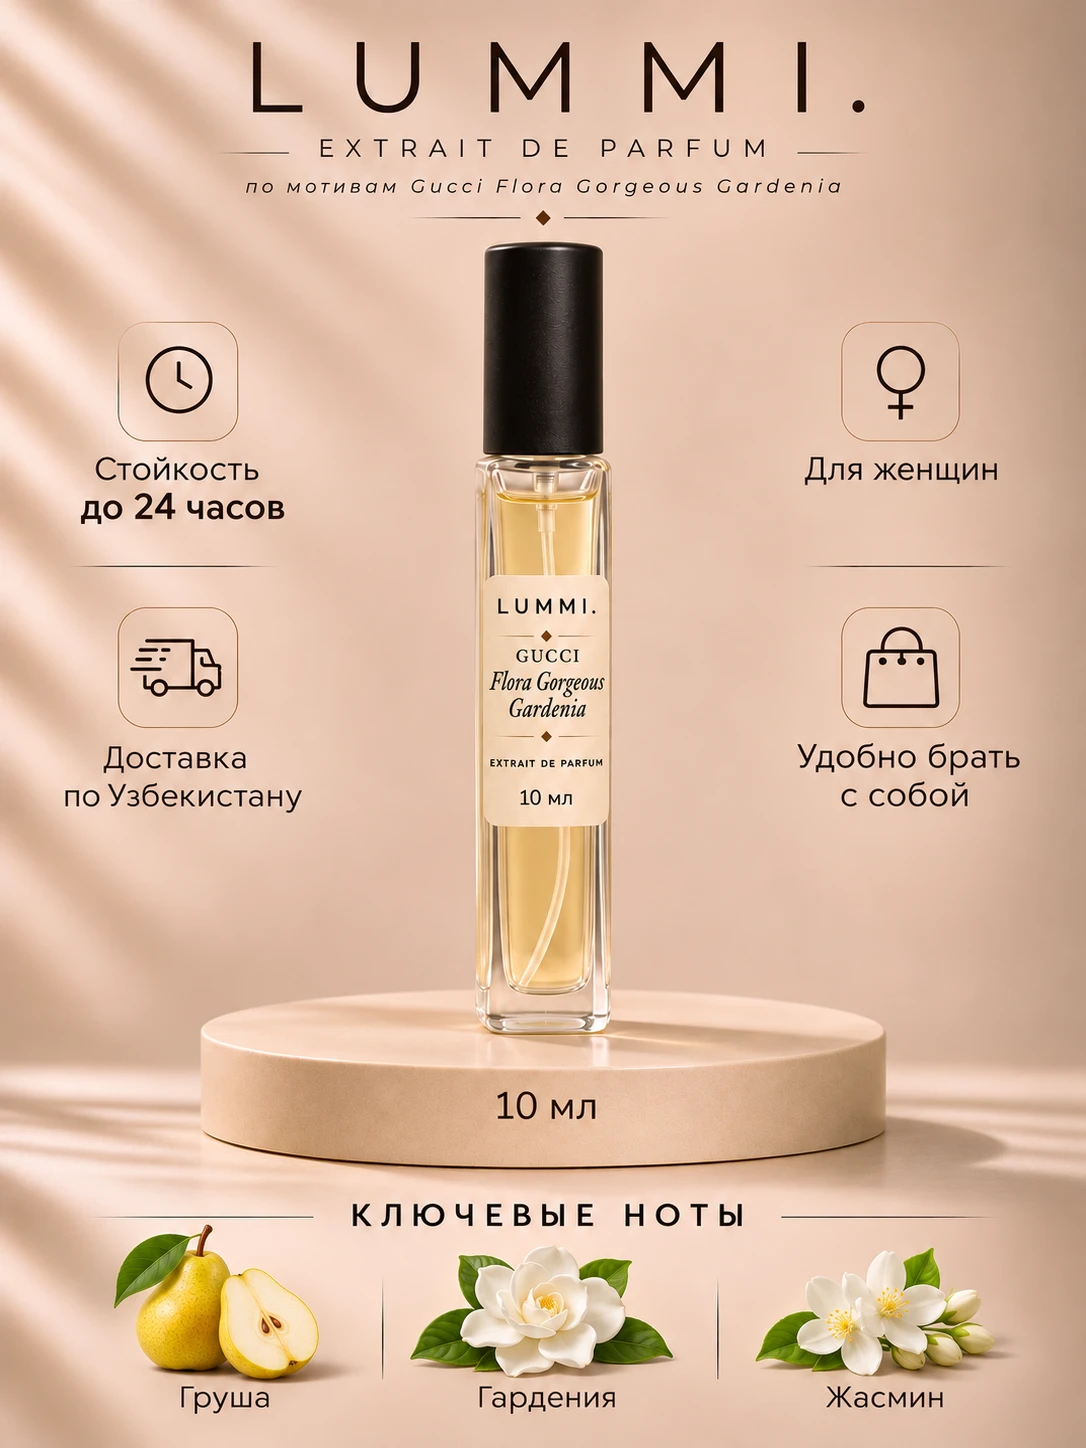 LUMMI.
EXTRAIT DE PARFUM
по мотивам Gucci Flora Gorgeous Gardenia
Стойкость
до 24 часов
Для женщин
Доставка
по Узбекистану
Удобно брать
с собой
LUMMI.
GUCCI
Flora Gorgeous
Gardenia
EXTRAIT DE PARFUM
10 мл
10 мл
КЛЮЧЕВЫЕ НОТЫ
Груша
Гардения
Жасмин